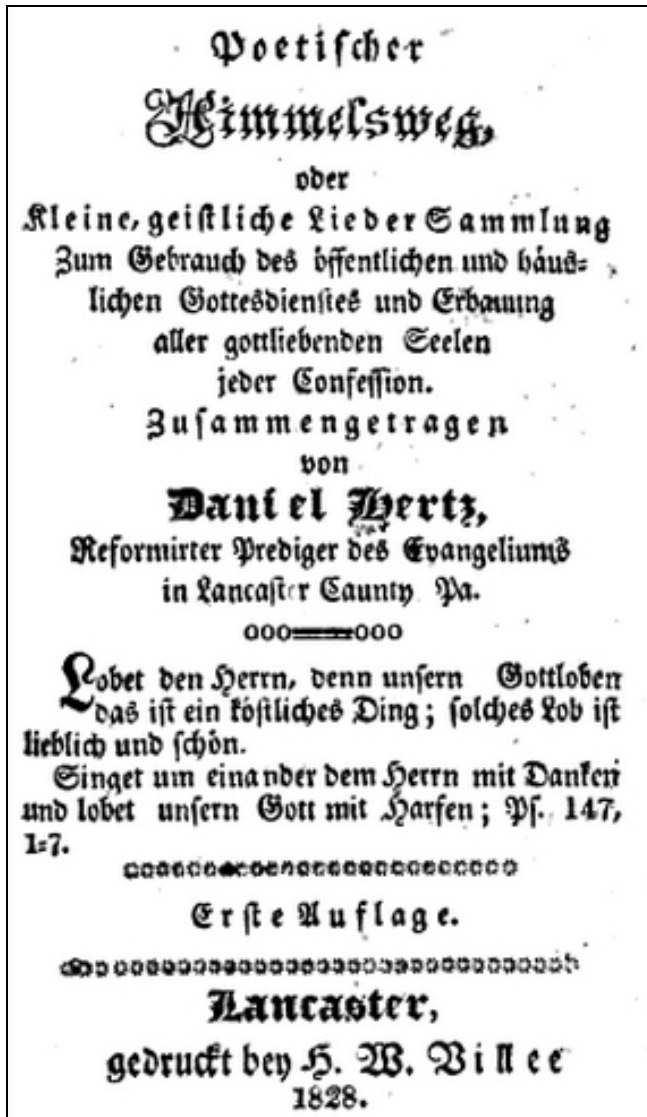 Poetischer
Himmelsweg,
oder
Kleine, geistliche Lieder Sammlung
Zum Gebrauch des öffentlichen und häus=
lichen Gottesdienstes und Erbauung
aller gottliebenden Seelen
jeder Confession.
Zusammengetragen
von
Daniel Hertz,
Reformirter Prediger des Evangeliums
in Lancaster Caunty Pa.
Lobet den Herrn, denn unsern Gottloben
das ist ein köstliches Ding; solches Lob ist
lieblich und schön.
Singet um einander dem Herrn mit Danken
und lobet unsern Gott mit Harfen; Ps. 147,
1=7.
Erste Auflage.
Lancaster,
gedruckt bey H. W. Villee
1828.